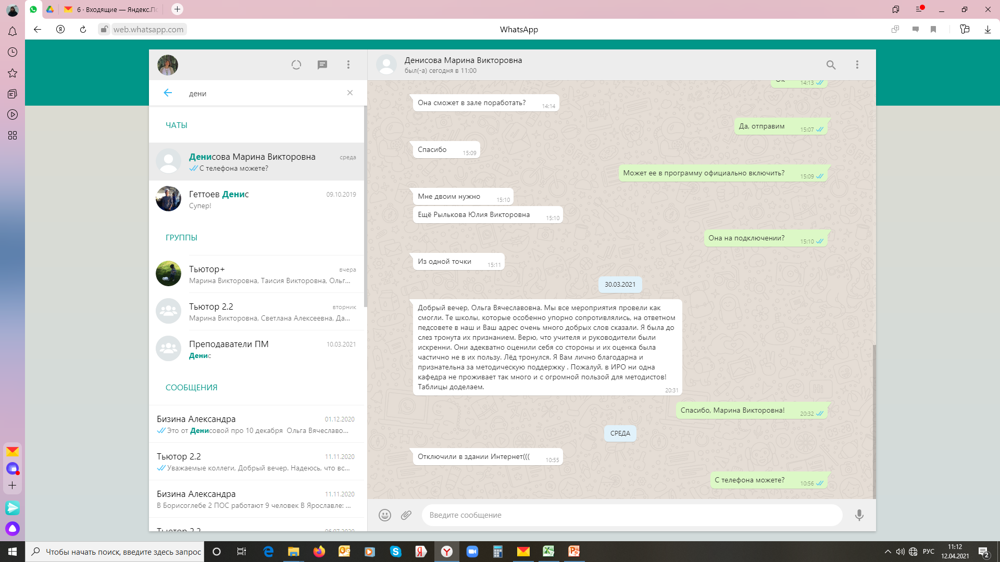 6 · Входящие — Яндекс.По
web.whatsapp.com
WhatsApp
дени
ЧАТЫ
Денисова Марина Викторовна
среда
С телефона можете?
Геттоев Денис
09.10.2019
Супер!
ГРУППЫ
Тьютор+
вчера
Марина Викторовна, Таисия Викторовна, Ольг...
Тьютор 2.2
вторник
Марина Викторовна, Светлана Алексеевна, Да...
Преподаватели ПМ
10.03.2021
Денис
СООБЩЕНИЯ
Бизина Александра
01.12.2020
Это от Денисовой про 10 декабря Ольга Вячеславо...
Тьютор 2.2
11.11.2020
Уважаемые коллеги, Добрый вечер. Надеюсь, что вс...
Бизина Александра
11.11.2020
В Борисоглебе 2 ПОС работают 9 человек В Ярославле: ...
Тьютор 2.2
06.07.2020
Денисова Марина Викторовна
был(-а) сегодня в 11:00
Ок
14:13
Она сможет в зале поработать?
14:14
Да, отправим
15:07
Спасибо
15:09
Может ее в программу официально включить?
15:09
Мне двоим нужно
15:10
Ещё Рылькова Юлия Викторовна
15:10
Она на подключении?
15:10
Из одной точки
15:11
30.03.2021
Добрый вечер, Ольга Вячеславовна. Мы все мероприятия провели как
смогли. Те школы, которые особенно упорно сопротивлялись, на ответном
педсовете в наш и Ваш адрес очень много добрых слов сказали. Я была до
слез тронута их признанием. Верю, что учителя и руководители были
искренни. Они адекватно оценили себя со стороны и их оценка была
частично не в их пользу. Лёд тронулся. Я Вам лично благодарна и
признательна за методическую поддержку . Пожалуй, в ИРО ни одна
кафедра не проживает так много и с огромной пользой для методистов!
Таблицы доделаем.
20:31
Спасибо, Марина Викторовна!
20:32
СРЕДА
Отключили в здании Интернет(((
10:55
С телефона можете?
10:56
Введите сообщение
Чтобы начать поиск, введите здесь запрос
РУС
11:12
12.04.2021
2